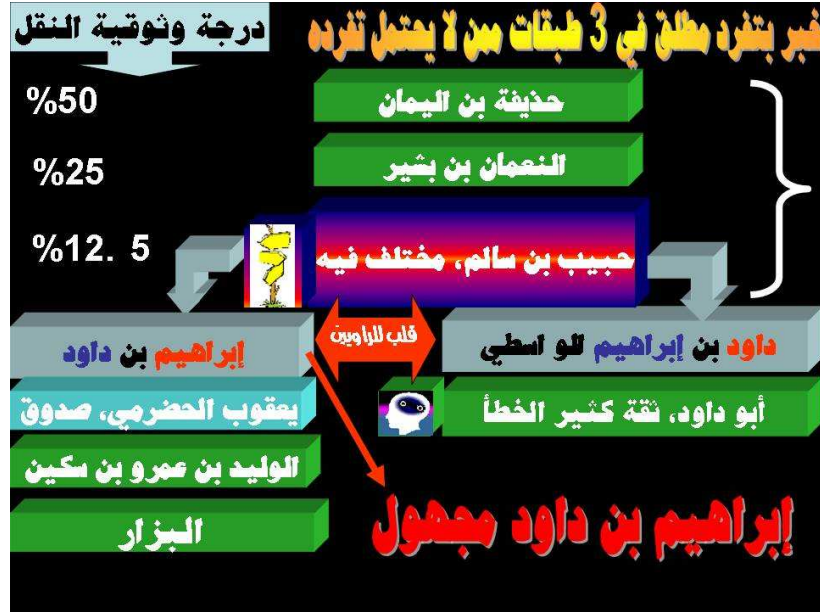 خبر بتفرد مطلق في 3 طبقات ممن لا يحتمل تفرده
درجة وثوقية النقل
حذيفة بن اليمان
%50
النعمان بن بشير
%25
حبيب بن سالم، مختلف فيه
%12. 5
داود بن إبراهيم للو اسطي
قلب للراويين
إبراهيم بن داود
أبو داود، ثقة كثير الخطأ
يعقوب الحضرمي، صدوق
الوليد بن عمرو بن سكين
البزار
إبراهيم بن داود مجهول